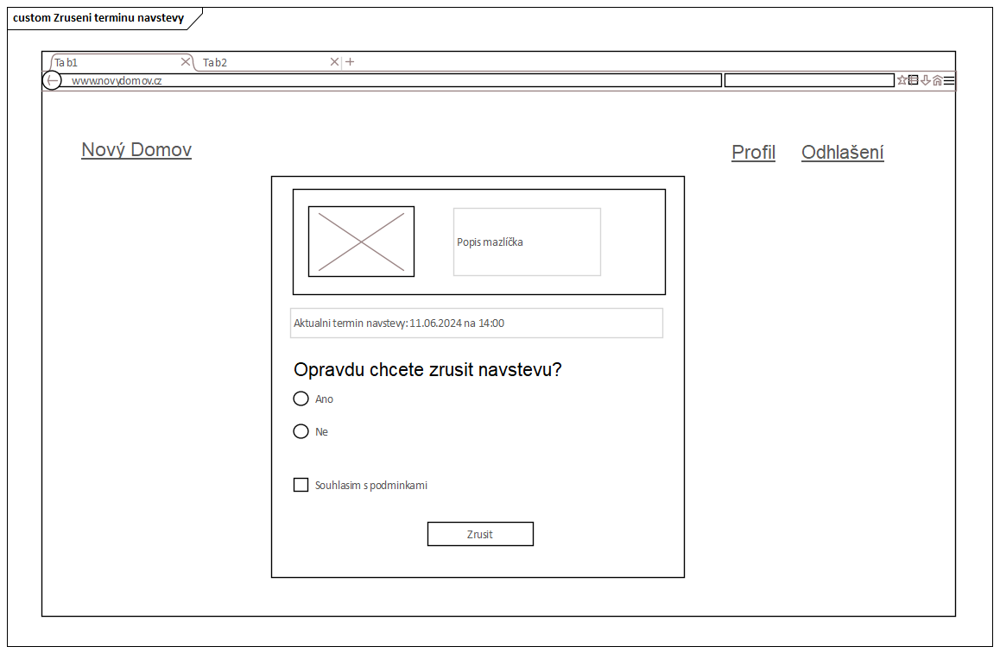 custom Zruseni terminu navstevy
Tab1
Tab2
www.novydomov.cz
Nový Domov
Profil
Odhlašení
Popis mazlíčka
Aktualni termin navstevy: 11.06.2024 na 14:00
Opravdu chcete zrusit navstevu?
Ano
Ne
Souhlasim s podminkami
Zrusit